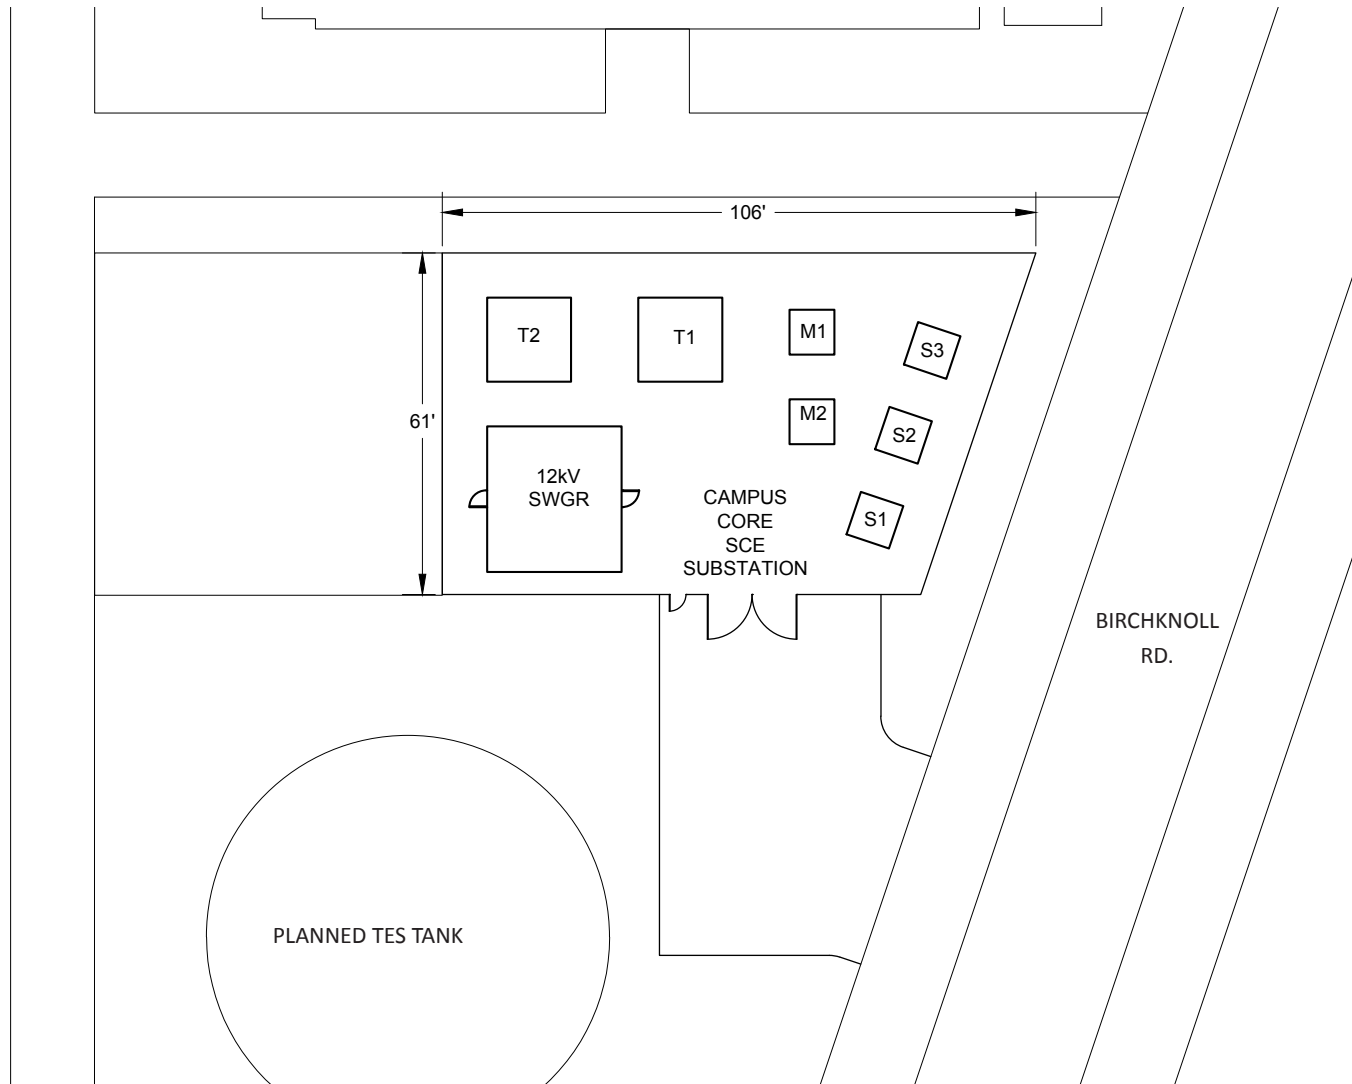 106'
T2
T1
M1
S3
61'
M2
S2
12kV
SWGR
CAMPUS
CORE
SCE
SUBSTATION
S1
BIRCHKNOLL
RD.
PLANNED TES TANK